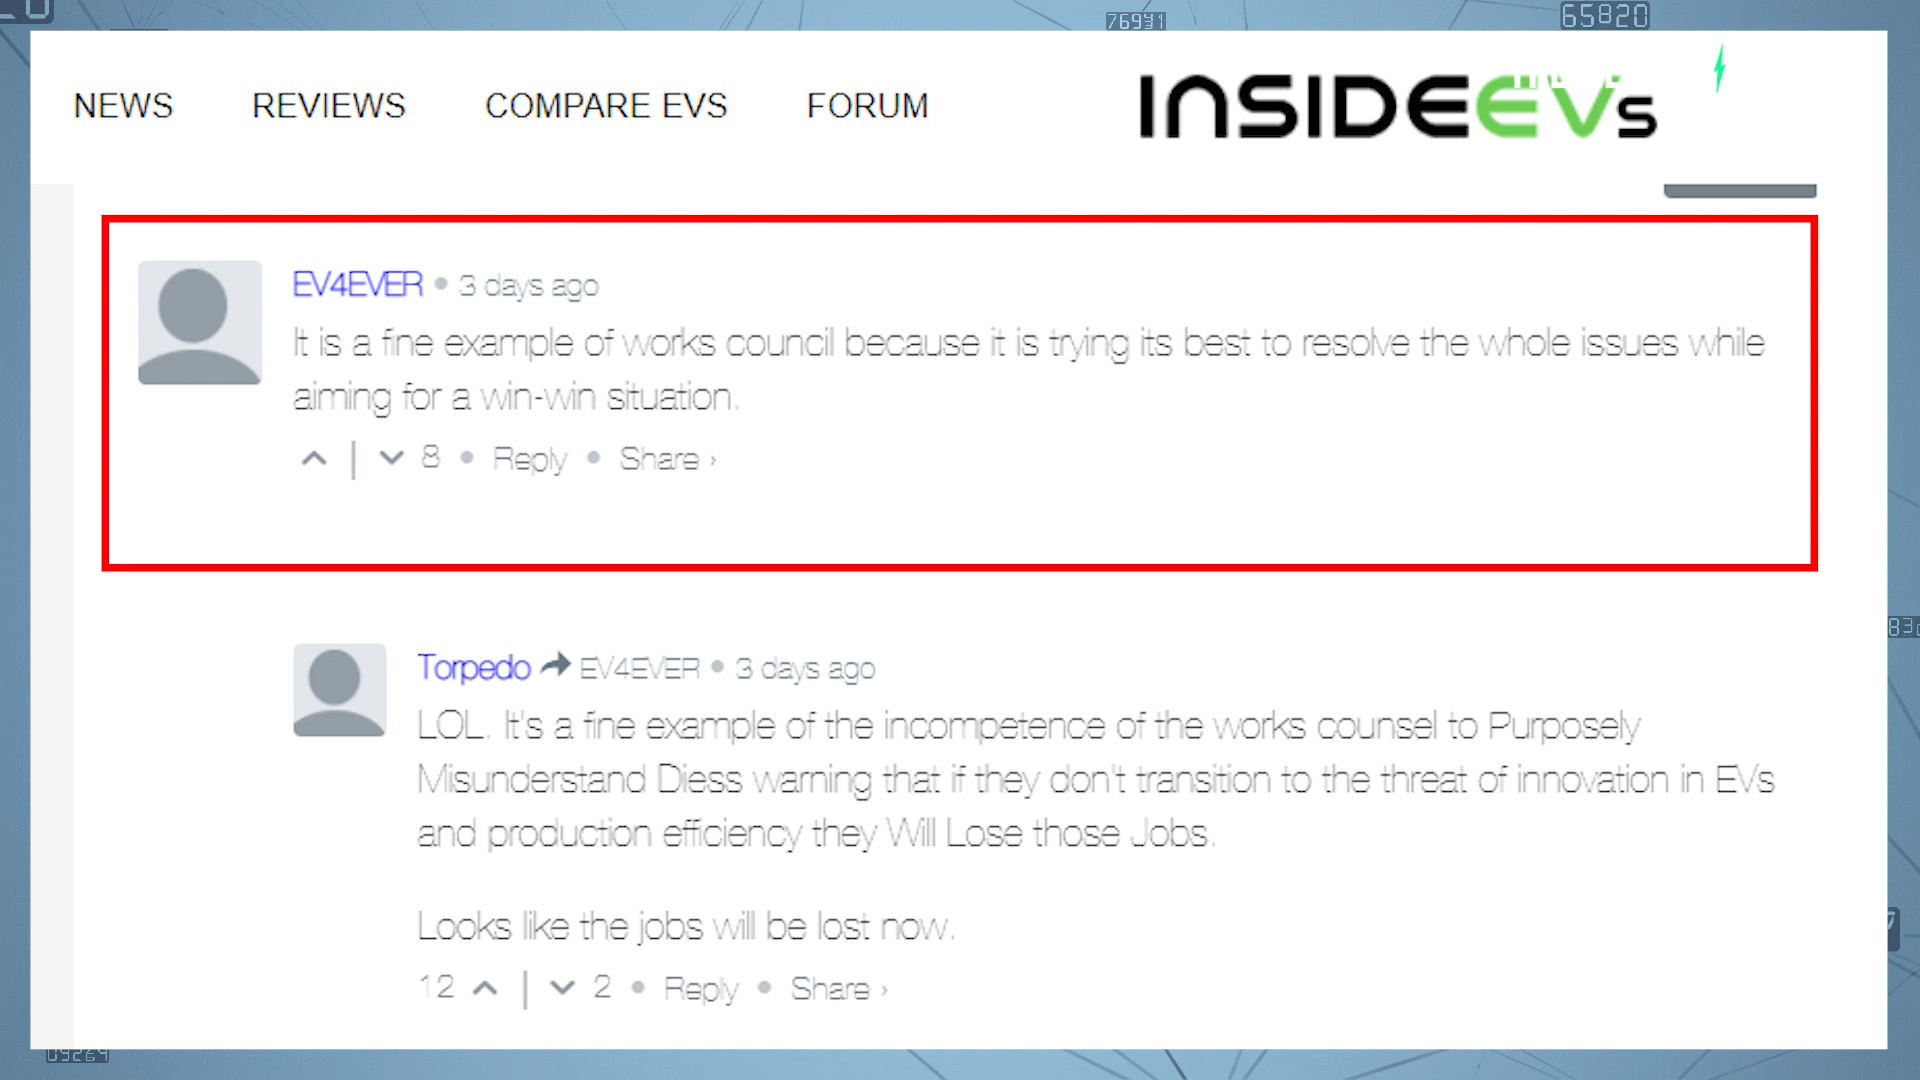 76931
65820
NEWS REVIEWS COMPARE EVS FORUM INSIDEEVs
EV4EVER • 3 days ago
It is a fine example of works council because it is trying its best to resolve the whole issues while
aiming for a win-win situation.
8 • Reply • Share ›
Torpedo EV4EVER • 3 days ago
LOL. It's a fine example of the incompetence of the works counsel to Purposely
Misunderstand Diess warning that if they don't transition to the threat of innovation in EVs
and production efficiency they Will Lose those Jobs.
Looks like the jobs will be lost now.
12 | 2 • Reply • Share ›
09264